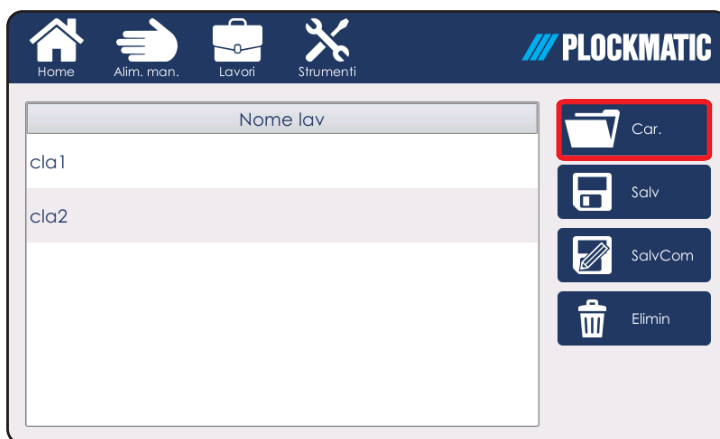 Home Alim. man. Lavori Strumenti
PLOCKMATIC
Nome lav
cla1
cla2
Car.
Salv
SalvCom
Elimin